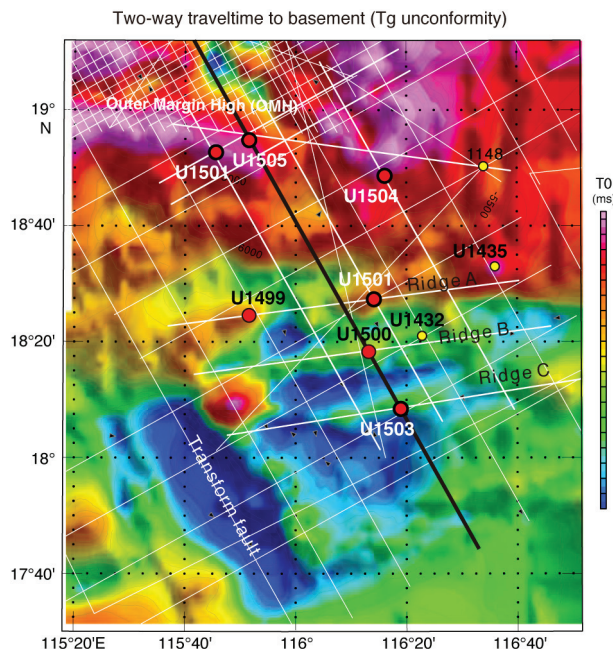 Two-way traveltime to basement (Tg unconformity)
19°
N
Outer Margin High (OMH)
U1505
U1501
1148
U1504
-5500
T0
(ms)
18°40'
6000
U1435
U1501
Ridge A
U1499
U1432
U1500
Ridge B
18°20'
Ridge C
U1503
18°
Transform fault
17°40'
115°20'E
115°40'
116°
116°20'
116°40'